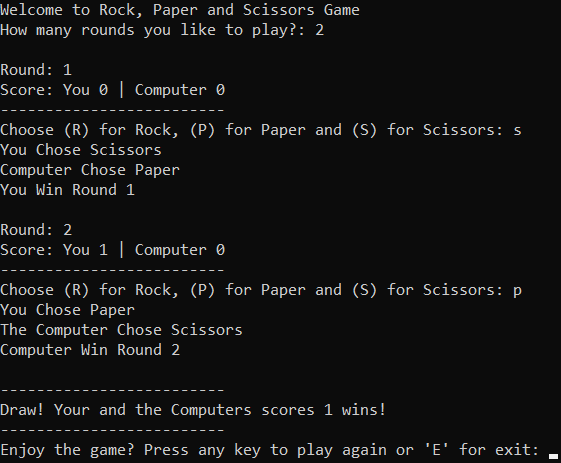 Welcome to Rock, Paper and Scissors Game
How many rounds you like to play?: 2
Round: 1
Score: You 0 | Computer 0
-------------------------
Choose (R) for Rock, (P) for Paper and (S) for Scissors: s
You Chose Scissors
Computer Chose Paper
You Win Round 1
Round: 2
Score: You 1 | Computer 0
-------------------------
Choose (R) for Rock, (P) for Paper and (S) for Scissors: p
You Chose Paper
The Computer Chose Scissors
Computer Win Round 2
-------------------------
Draw! Your and the Computers scores 1 wins!
-------------------------
Enjoy the game? Press any key to play again or 'E' for exit: